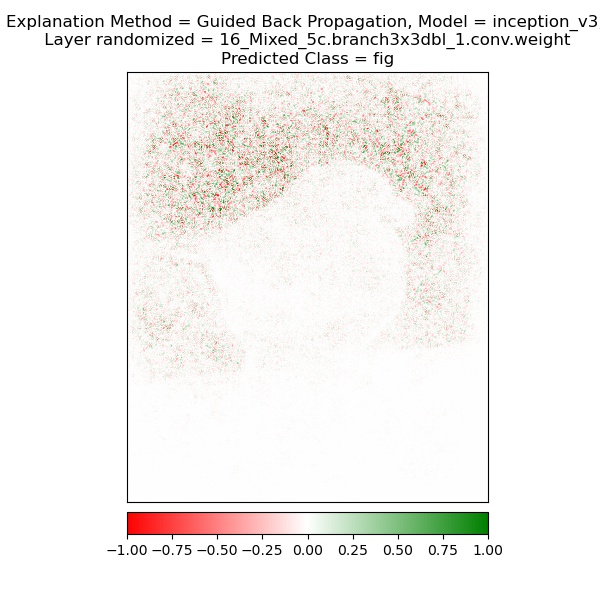 Explanation Method = Guided Back Propagation, Model = inception_v3
Layer randomized = 16_Mixed_5c.branch3x3dbl_1.conv.weight
Predicted Class = fig
−1.00 −0.75 −0.50 −0.25 0.00 0.25 0.50 0.75 1.00